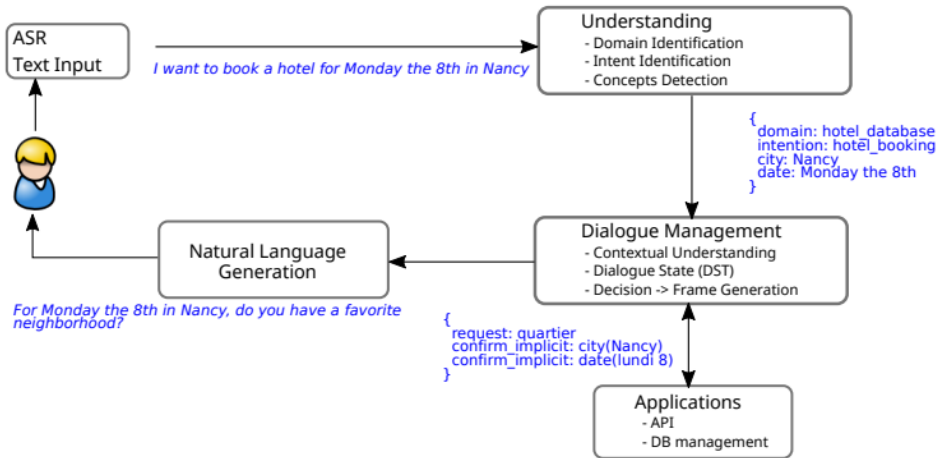 ASR
Text Input
I want to book a hotel for Monday the 8th in Nancy
Understanding
- Domain Identification
- Intent Identification
- Concepts Detection
{
domain: hotel_database
intention: hotel_booking
city: Nancy
date: Monday the 8th
}
Dialogue Management
- Contextual Understanding
- Dialogue State (DST)
- Decision -> Frame Generation
Natural Language
Generation
For Monday the 8th in Nancy, do you have a favorite
neighborhood?
{
request: quartier
confirm_implicit: city(Nancy)
confirm_implicit: date(lundi 8)
}
Applications
- API
- DB management